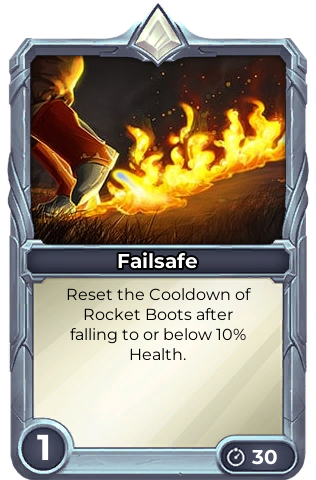 Failsafe
Reset the Cooldown of
Rocket Boots after
falling to or below 10%
Health.
1
30